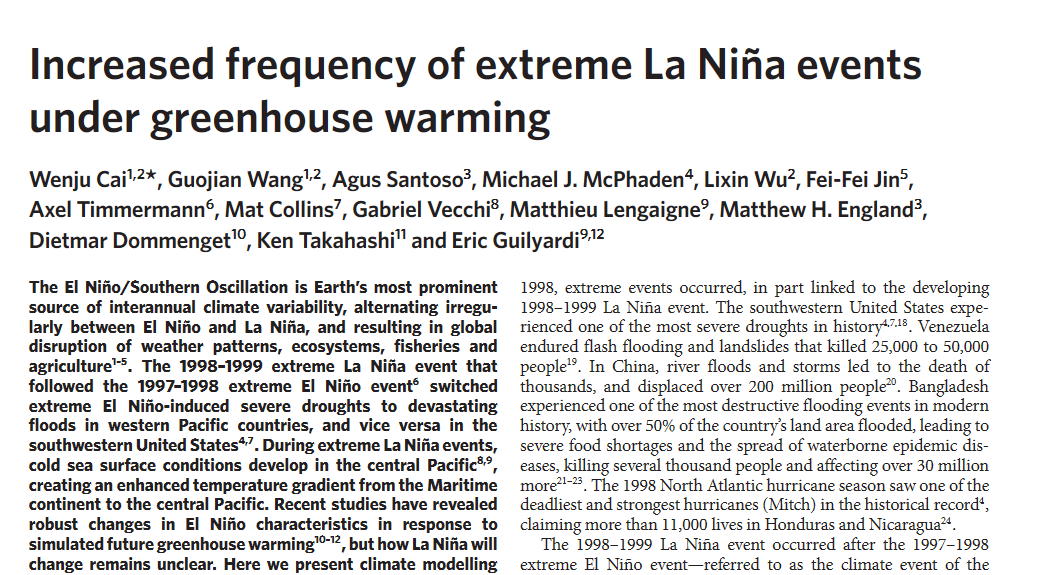 Increased frequency of extreme La Niña events
under greenhouse warming
Wenju Cai1,2★, Guojian Wang1,2, Agus Santoso3, Michael J. McPhaden4, Lixin Wu2, Fei-Fei Jin5,
Axel Timmermann6, Mat Collins7, Gabriel Vecchi8, Matthieu Lengaigne9, Matthew H. England3,
Dietmar Dommenget10, Ken Takahashi11 and Eric Guilyardi9,12
The El Niño/Southern Oscillation is Earth's most prominent
source of interannual climate variability, alternating irregu-
larly between El Niño and La Niña, and resulting in global
disruption of weather patterns, ecosystems, fisheries and
agriculture1–5. The 1998–1999 extreme La Niña event that
followed the 1997–1998 extreme El Niño event6 switched
extreme El Niño-induced severe droughts to devastating
floods in western Pacific countries, and vice versa in the
southwestern United States4,7. During extreme La Niña events,
cold sea surface conditions develop in the central Pacific8,9,
creating an enhanced temperature gradient from the Maritime
continent to the central Pacific. Recent studies have revealed
robust changes in El Niño characteristics in response to
simulated future greenhouse warming10–12, but how La Niña will
change remains unclear. Here we present climate modelling
1998, extreme events occurred, in part linked to the developing
1998–1999 La Niña event. The southwestern United States expe-
rienced one of the most severe droughts in history4,7,18. Venezuela
endured flash flooding and landslides that killed 25,000 to 50,000
people19. In China, river floods and storms led to the death of
thousands, and displaced over 200 million people20. Bangladesh
experienced one of the most destructive flooding events in modern
history, with over 50% of the country's land area flooded, leading to
severe food shortages and the spread of waterborne epidemic dis-
eases, killing several thousand people and affecting over 30 million
more21–23. The 1998 North Atlantic hurricane season saw one of the
deadliest and strongest hurricanes (Mitch) in the historical record4,
claiming more than 11,000 lives in Honduras and Nicaragua24.
The 1998–1999 La Niña event occurred after the 1997–1998
extreme El Niño event—referred to as the climate event of the